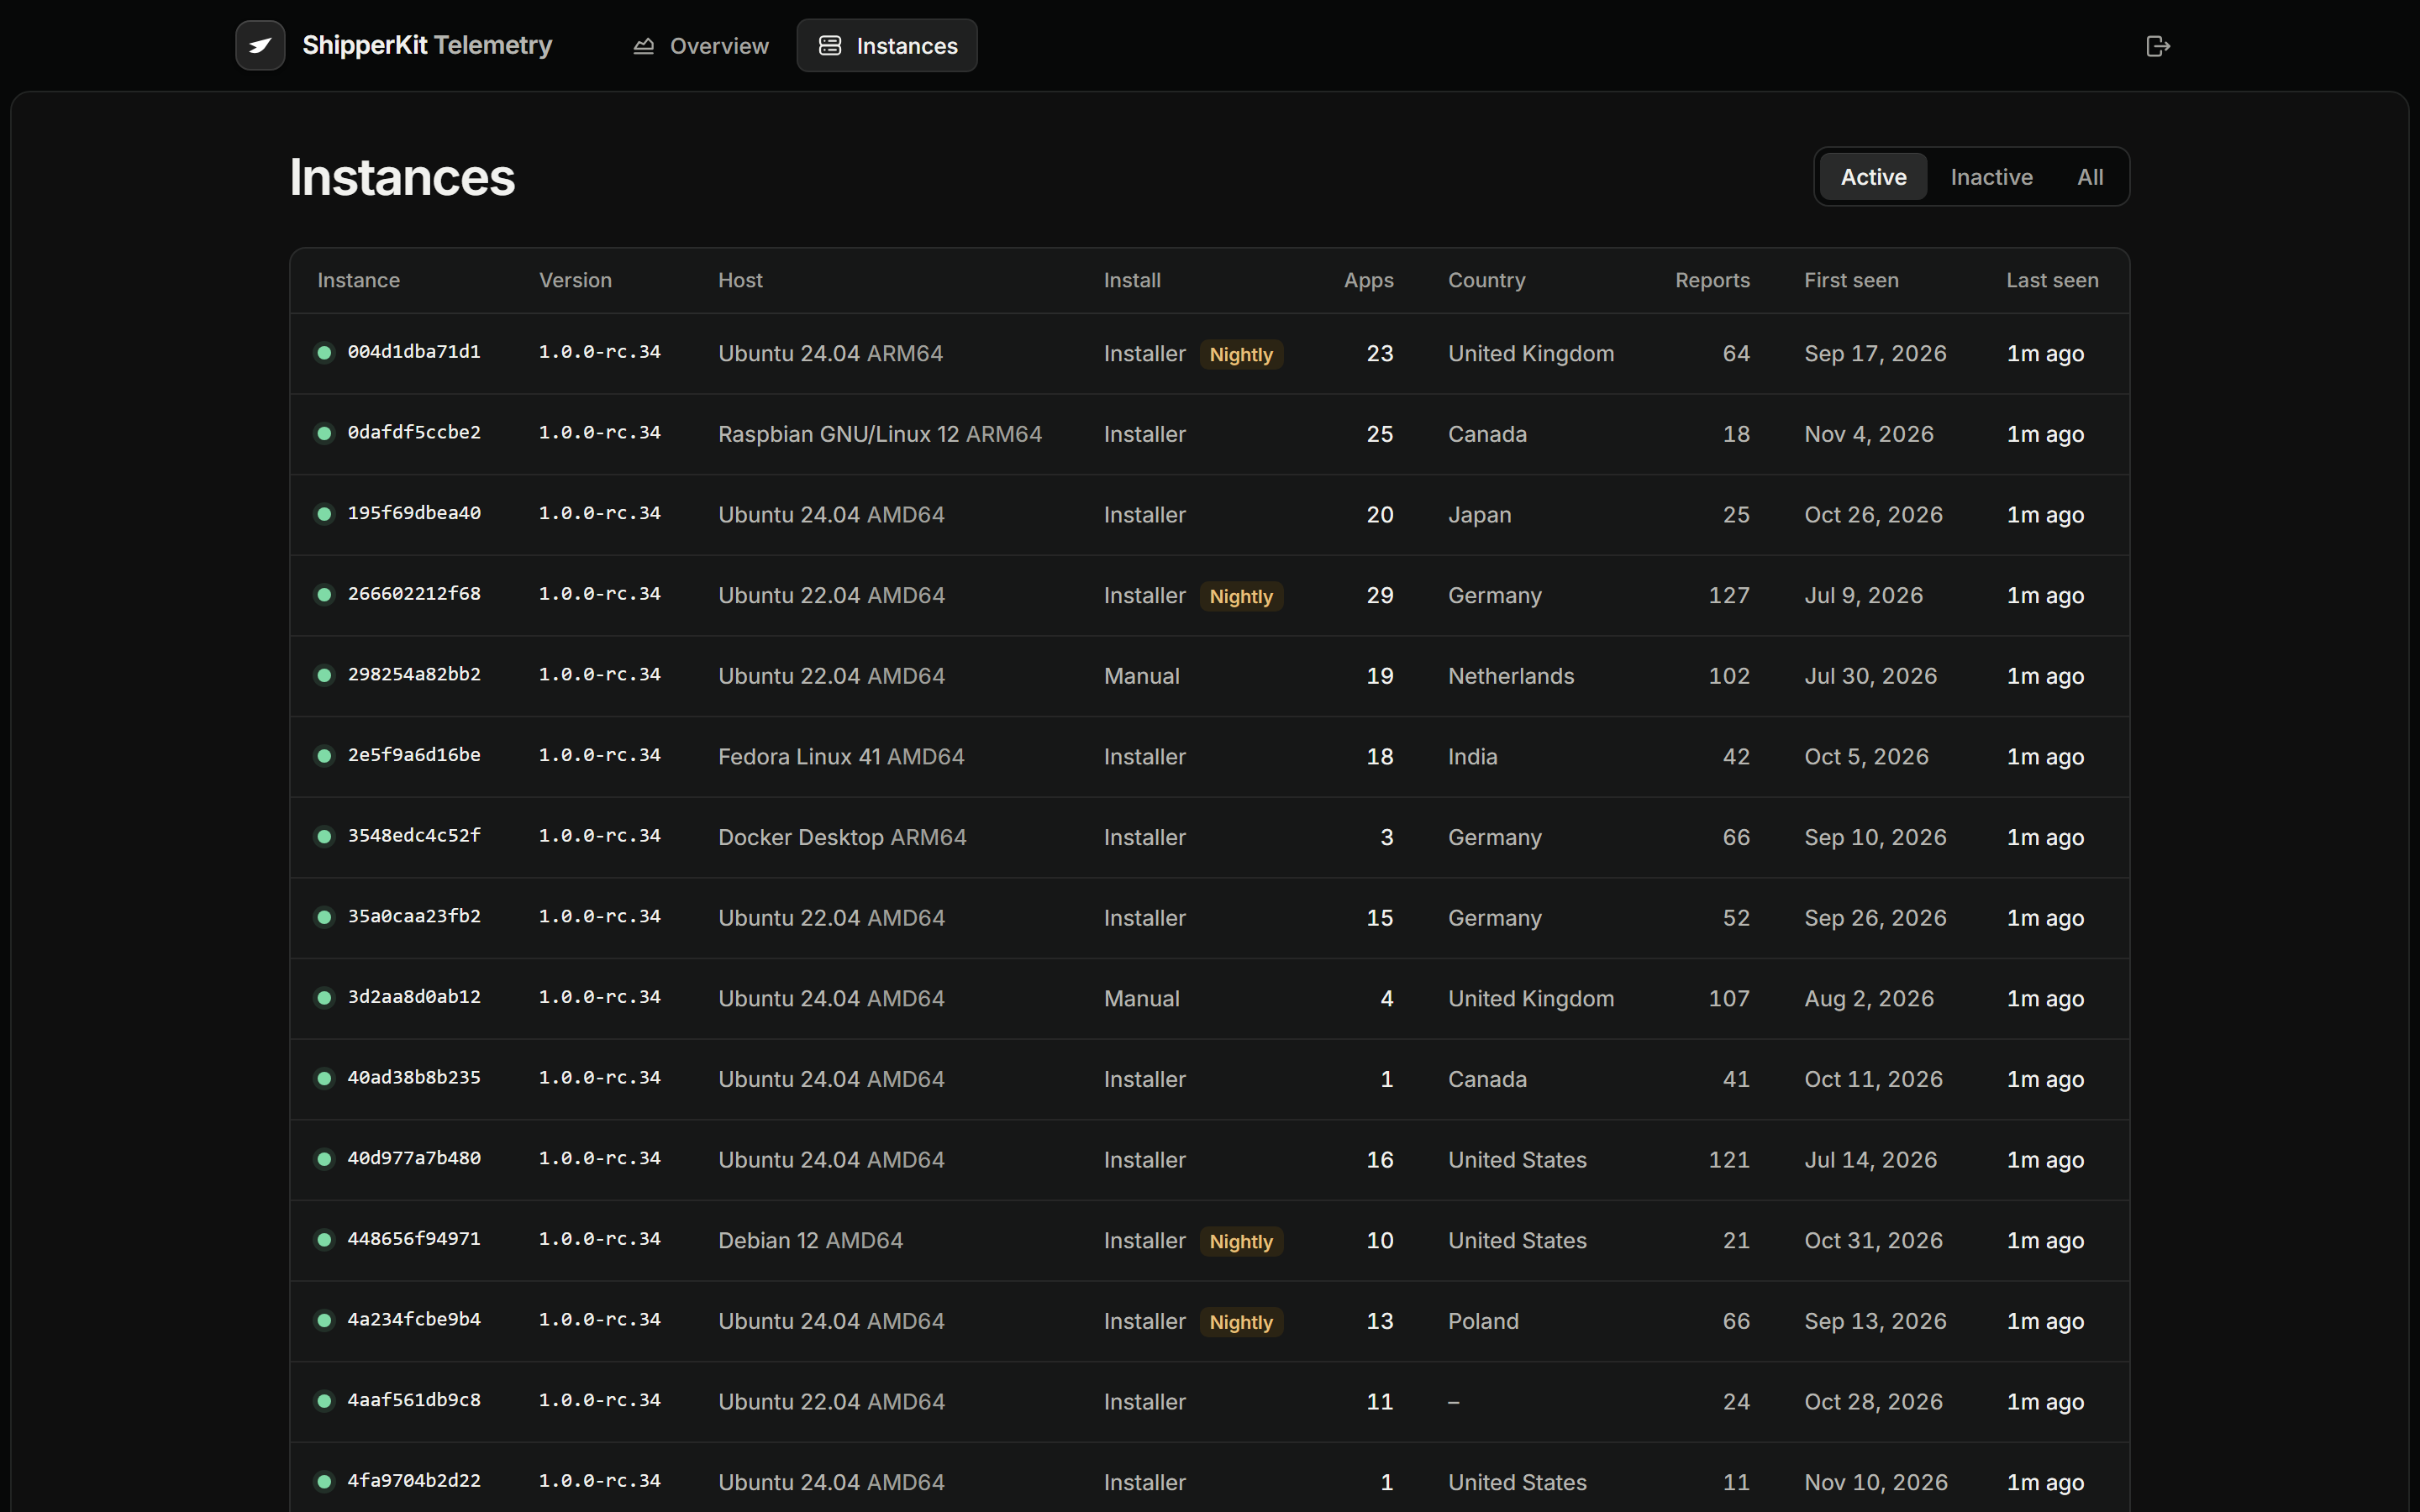 ShipperKit Telemetry Overview Instances
Instances Active Inactive All
Instance Version Host Install Apps Country Reports First seen Last seen
004d1dba71d1 1.0.0-rc.34 Ubuntu 24.04 ARM64 Installer Nightly 23 United Kingdom 64 Sep 17, 2026 1m ago
0dafdf5ccbe2 1.0.0-rc.34 Raspbian GNU/Linux 12 ARM64 Installer 25 Canada 18 Nov 4, 2026 1m ago
195f69dbea40 1.0.0-rc.34 Ubuntu 24.04 AMD64 Installer 20 Japan 25 Oct 26, 2026 1m ago
266602212f68 1.0.0-rc.34 Ubuntu 22.04 AMD64 Installer Nightly 29 Germany 127 Jul 9, 2026 1m ago
298254a82bb2 1.0.0-rc.34 Ubuntu 22.04 AMD64 Manual 19 Netherlands 102 Jul 30, 2026 1m ago
2e5f9a6d16be 1.0.0-rc.34 Fedora Linux 41 AMD64 Installer 18 India 42 Oct 5, 2026 1m ago
3548edc4c52f 1.0.0-rc.34 Docker Desktop ARM64 Installer 3 Germany 66 Sep 10, 2026 1m ago
35a0caa23fb2 1.0.0-rc.34 Ubuntu 22.04 AMD64 Installer 15 Germany 52 Sep 26, 2026 1m ago
3d2aa8d0ab12 1.0.0-rc.34 Ubuntu 24.04 AMD64 Manual 4 United Kingdom 107 Aug 2, 2026 1m ago
40ad38b8b235 1.0.0-rc.34 Ubuntu 24.04 AMD64 Installer 1 Canada 41 Oct 11, 2026 1m ago
40d977a7b480 1.0.0-rc.34 Ubuntu 24.04 AMD64 Installer 16 United States 121 Jul 14, 2026 1m ago
448656f94971 1.0.0-rc.34 Debian 12 AMD64 Installer Nightly 10 United States 21 Oct 31, 2026 1m ago
4a234fcbe9b4 1.0.0-rc.34 Ubuntu 24.04 AMD64 Installer Nightly 13 Poland 66 Sep 13, 2026 1m ago
4aaf561db9c8 1.0.0-rc.34 Ubuntu 22.04 AMD64 Installer 11 – 24 Oct 28, 2026 1m ago
4fa9704b2d22 1.0.0-rc.34 Ubuntu 24.04 AMD64 Installer 1 United States 11 Nov 10, 2026 1m ago